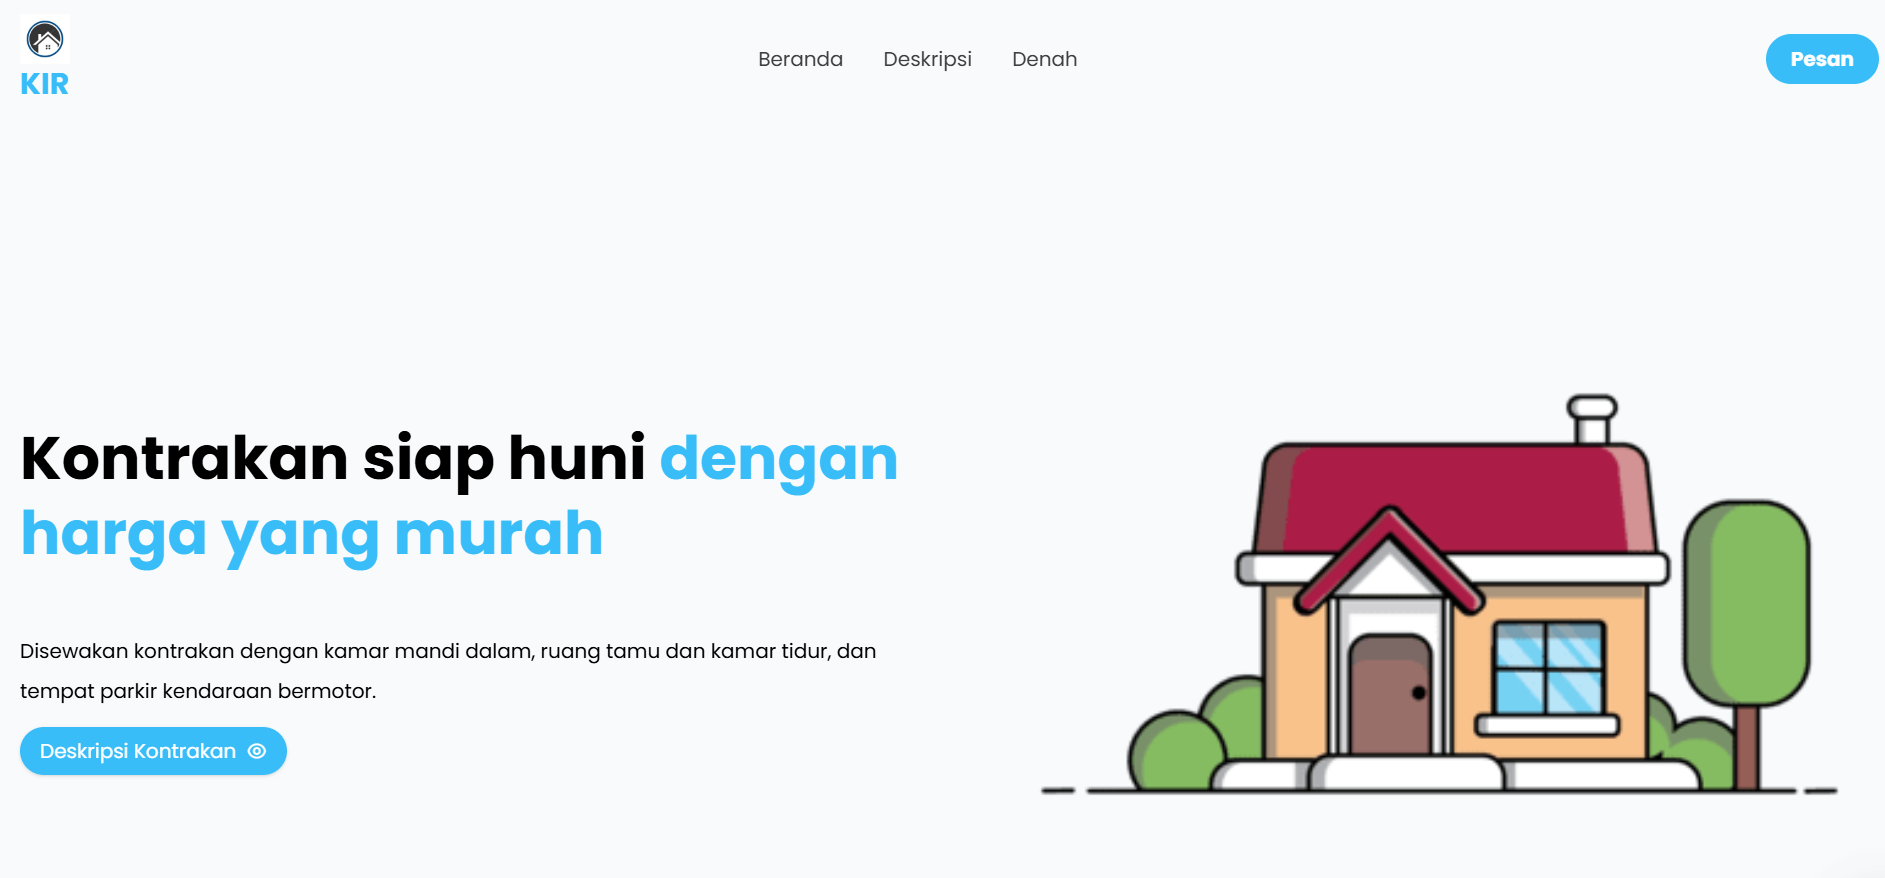 KIR
Beranda
Deskripsi
Denah
Pesan
Kontrakan siap huni dengan
harga yang murah
Disewakan kontrakan dengan kamar mandi dalam, ruang tamu dan kamar tidur, dan
tempat parkir kendaraan bermotor.
Deskripsi Kontrakan